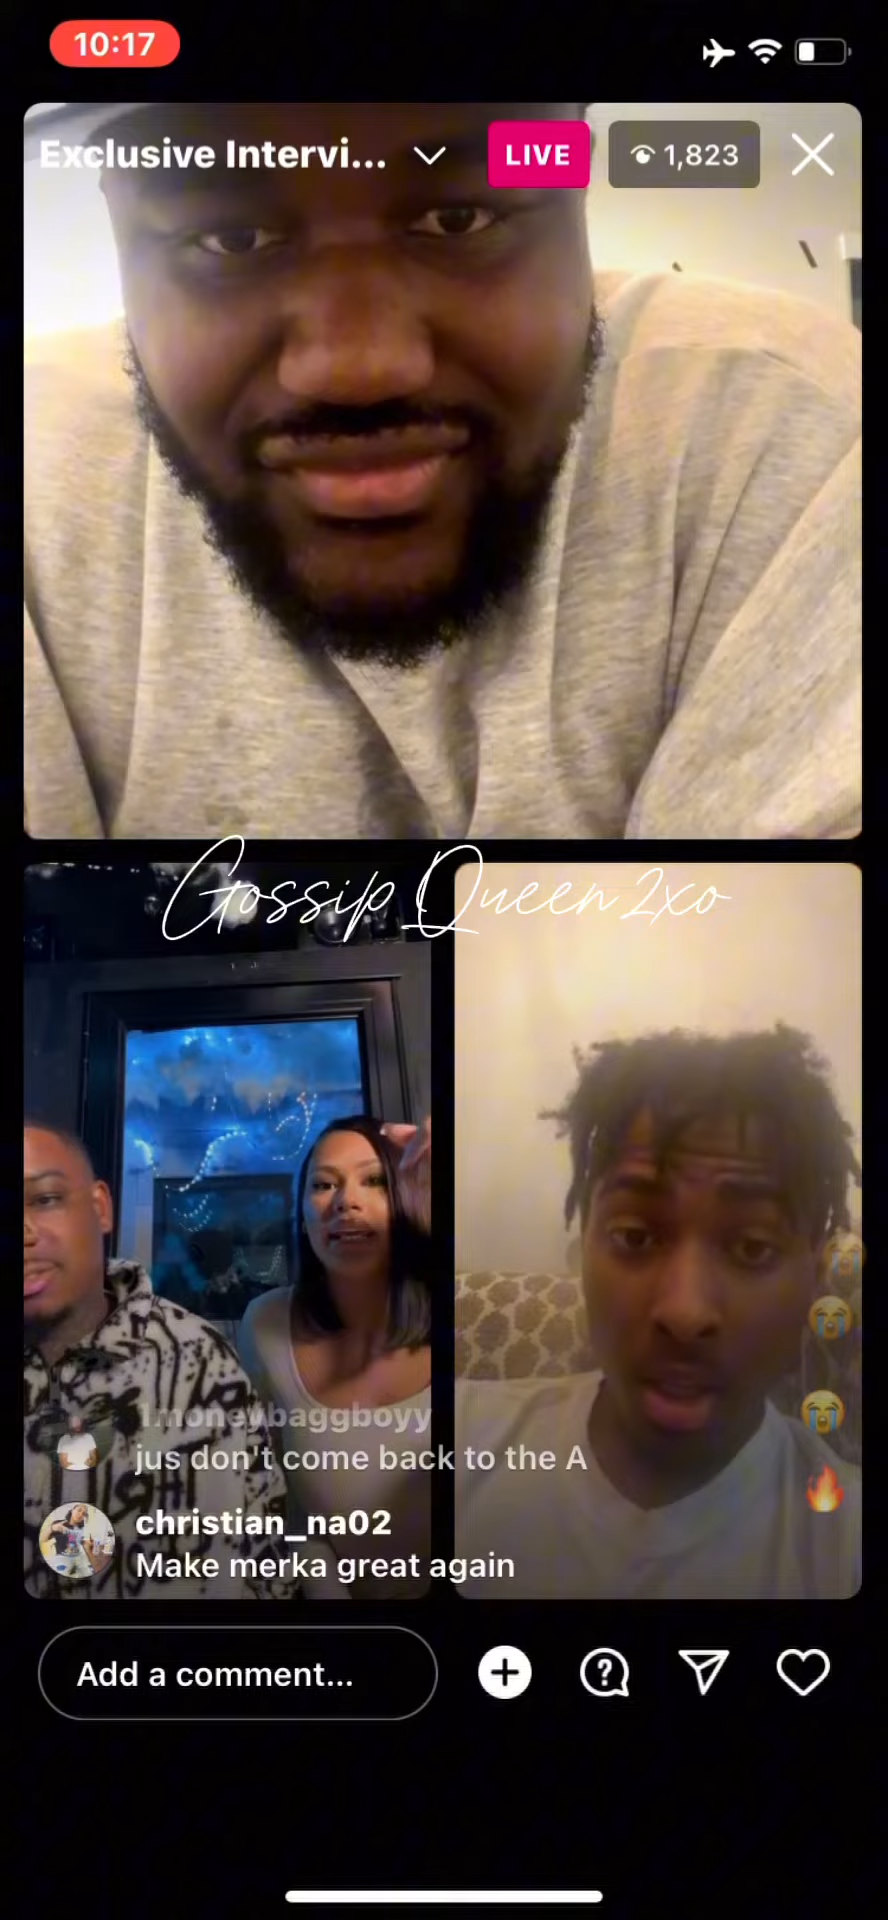 10:17
Exclusive Intervi...
LIVE
1,823
Gossip Queen 2xo
1moneybaggboyy
jus don't come back to the A
christian_na02
Make merka great again
Add a comment...